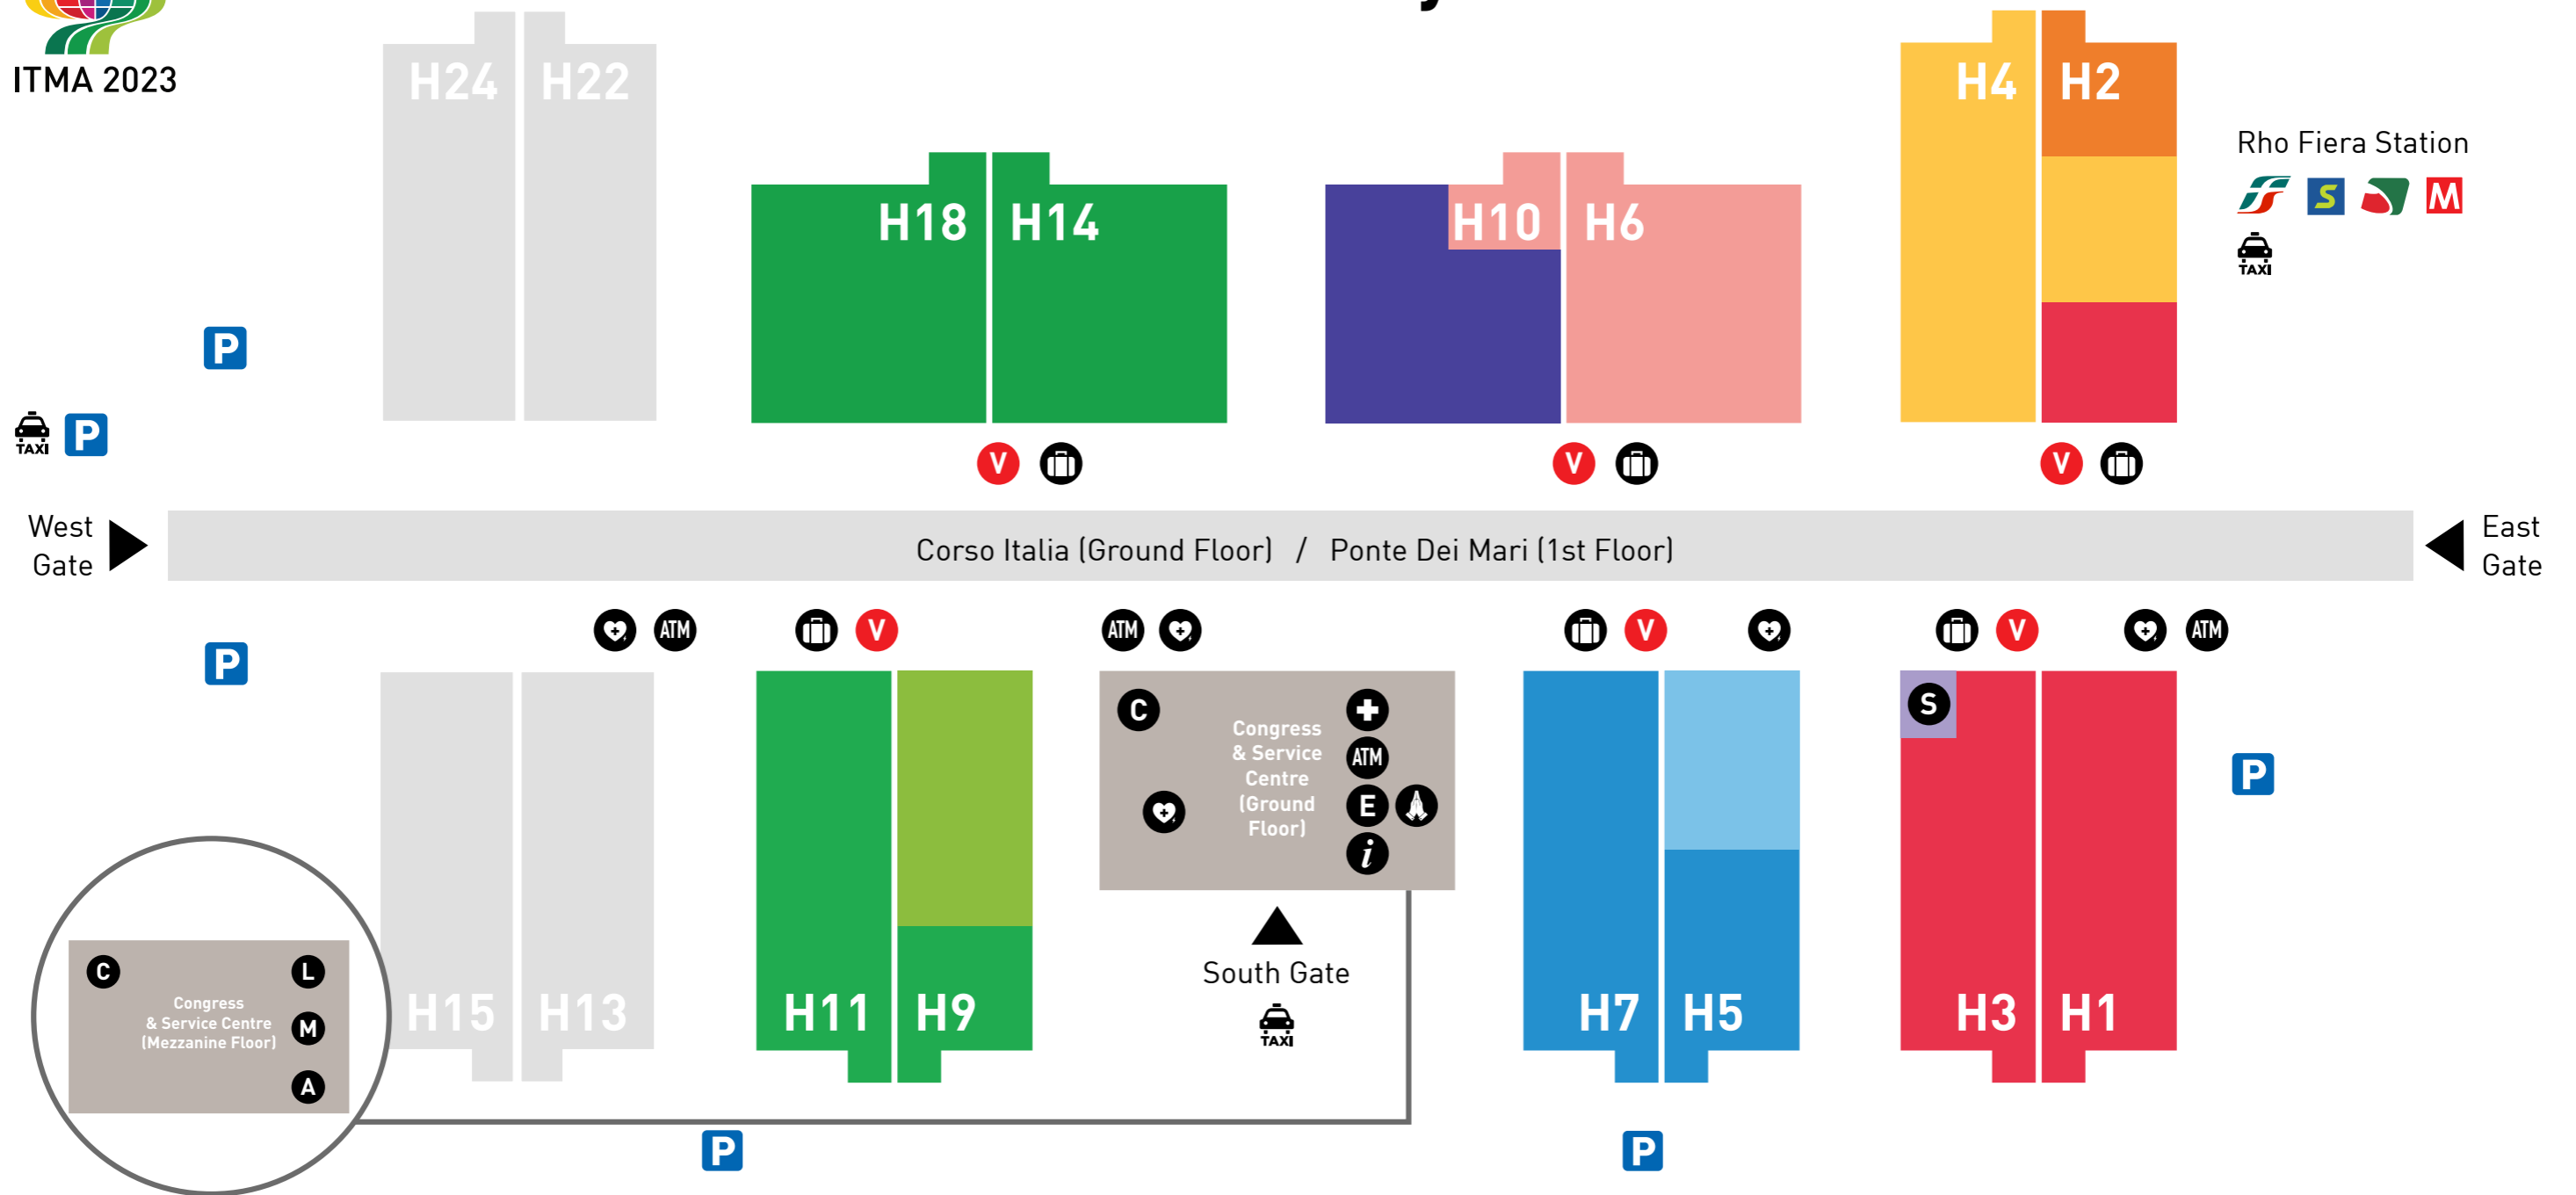 ITMA 2023
H24
H22
H18
H14
H10
H6
H4
H2
Rho Fiera Station
S
M
TAXI
P
TAXI
P
V
V
V
West
Gate
Corso Italia (Ground Floor) / Ponte Dei Mari (1st Floor)
East
Gate
ATM
V
ATM
V
V
ATM
P
C
Congress
& Service
Centre
(Ground
Floor)
ATM
E
i
S
P
South Gate
TAXI
C
Congress
& Service Centre
(Mezzanine Floor)
L
M
A
H15
H13
H11
H9
H7
H5
H3
H1
P
P